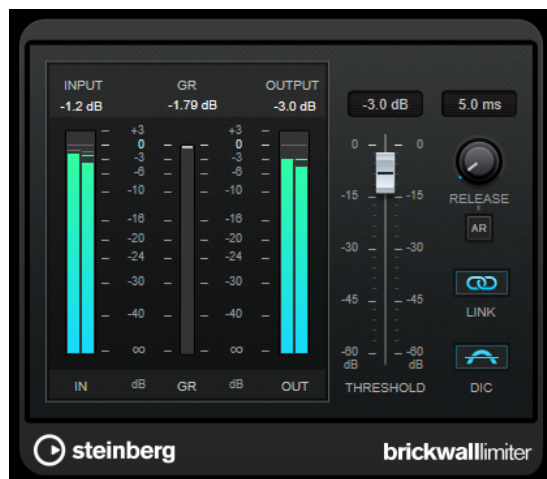 INPUT GR OUTPUT
-1.2 dB -1.79 dB -3.0 dB -3.0 dB 5.0 ms
+3 +3
0 0 0 0
-3 -3
-6 -6
-10 -10
-15 -15 RELEASE
-16 -16
-20 -20 AR
-24 -24
-30 -30
-30 -30
-40 -40
-45 -45
LINK
∞ ∞
-60 -60
dB dB
IN dB GR dB OUT THRESHOLD DIC
steinberg brickwalllimiter